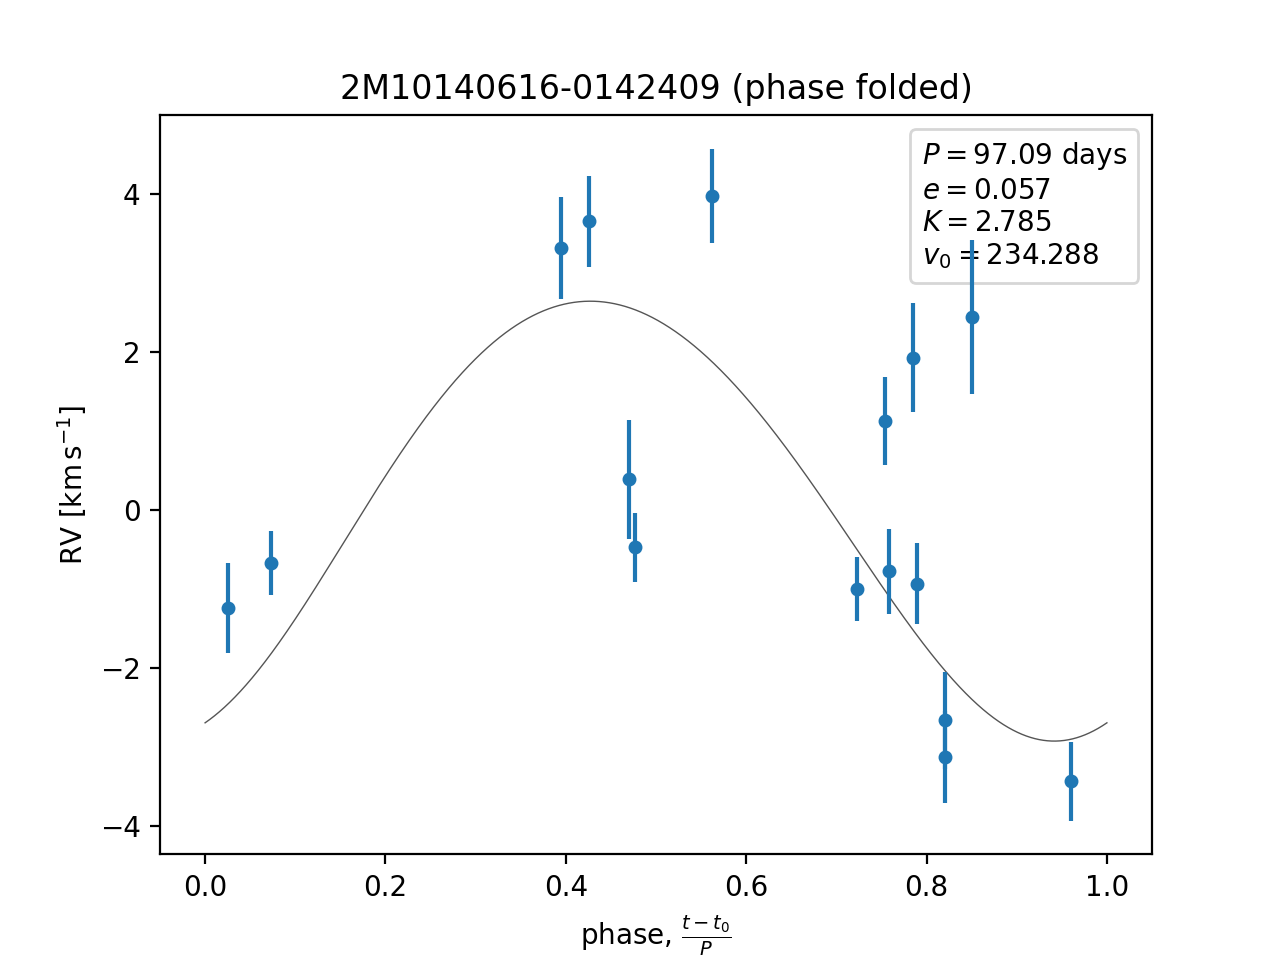 2M10140616-0142409 (phase folded)
P = 97.09 days
e = 0.057
K = 2.785
v₀ = 234.288
4
2
0
−2
−4
RV [km s⁻¹]
0.0 0.2 0.4 0.6 0.8 1.0
phase, (t − t₀)/P